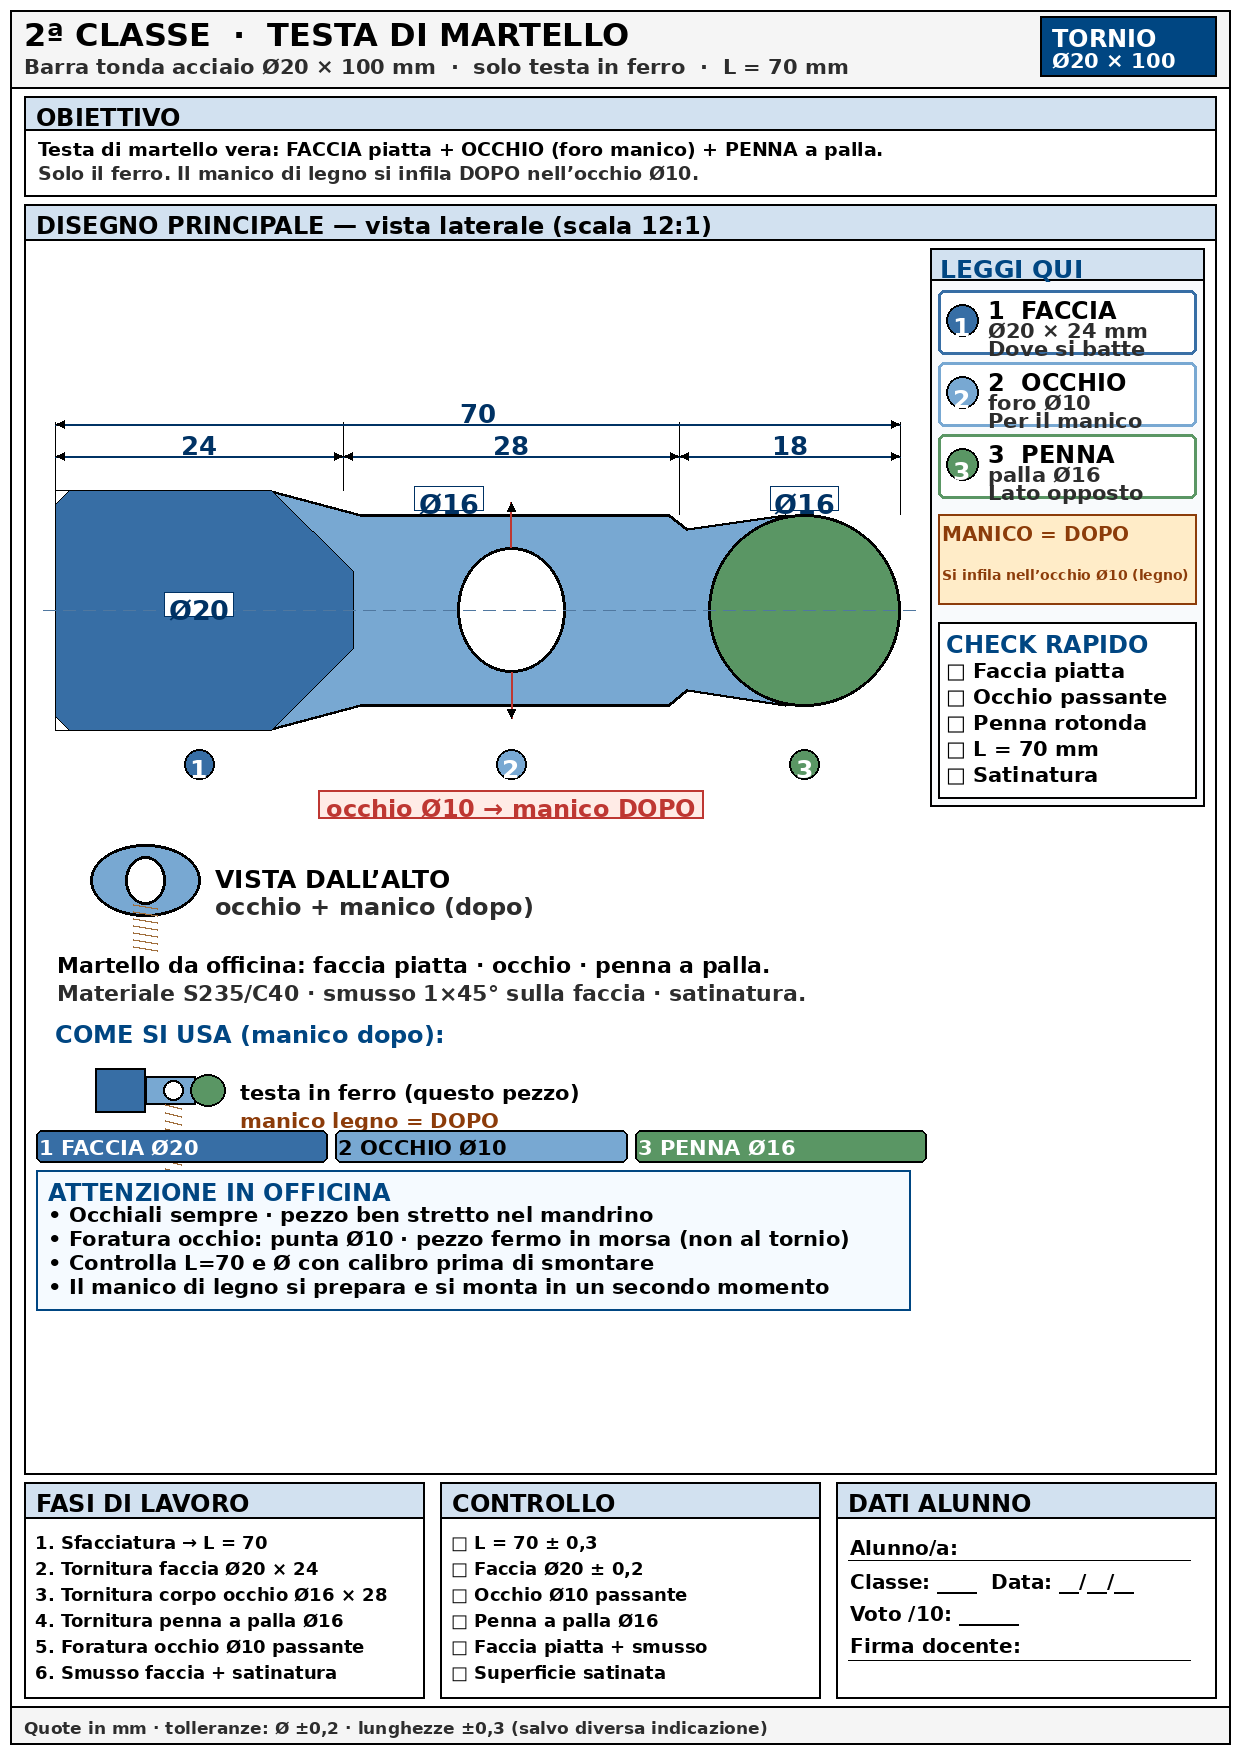 2ª CLASSE · TESTA DI MARTELLO
Barra tonda acciaio Ø20 × 100 mm · solo testa in ferro · L = 70 mm
TORNIO
Ø20 × 100
OBIETTIVO
Testa di martello vera: FACCIA piatta + OCCHIO (foro manico) + PENNA a palla.
Solo il ferro. Il manico di legno si infila DOPO nell’occhio Ø10.
DISEGNO PRINCIPALE — vista laterale (scala 12:1)
70
24
28
18
Ø16
Ø16
Ø20
1
2
3
occhio Ø10 → manico DOPO
LEGGI QUI
1
1 FACCIA
Ø20 × 24 mm
Dove si batte
2
2 OCCHIO
foro Ø10
Per il manico
3
3 PENNA
palla Ø16
Lato opposto
MANICO = DOPO
Si infila nell’occhio Ø10 (legno)
CHECK RAPIDO
□ Faccia piatta
□ Occhio passante
□ Penna rotonda
□ L = 70 mm
□ Satinatura
VISTA DALL’ALTO
occhio + manico (dopo)
Martello da officina: faccia piatta · occhio · penna a palla.
Materiale S235/C40 · smusso 1×45° sulla faccia · satinatura.
COME SI USA (manico dopo):
testa in ferro (questo pezzo)
manico legno = DOPO
1 FACCIA Ø20
2 OCCHIO Ø10
3 PENNA Ø16
ATTENZIONE IN OFFICINA
• Occhiali sempre · pezzo ben stretto nel mandrino
• Foratura occhio: punta Ø10 · pezzo fermo in morsa (non al tornio)
• Controlla L=70 e Ø con calibro prima di smontare
• Il manico di legno si prepara e si monta in un secondo momento
FASI DI LAVORO
1. Sfacciatura → L = 70
2. Tornitura faccia Ø20 × 24
3. Tornitura corpo occhio Ø16 × 28
4. Tornitura penna a palla Ø16
5. Foratura occhio Ø10 passante
6. Smusso faccia + satinatura
CONTROLLO
□ L = 70 ± 0,3
□ Faccia Ø20 ± 0,2
□ Occhio Ø10 passante
□ Penna a palla Ø16
□ Faccia piatta + smusso
□ Superficie satinata
DATI ALUNNO
Alunno/a:
Classe: ____ Data: __/__/__
Voto /10: ______
Firma docente:
Quote in mm · tolleranze: Ø ±0,2 · lunghezze ±0,3 (salvo diversa indicazione)